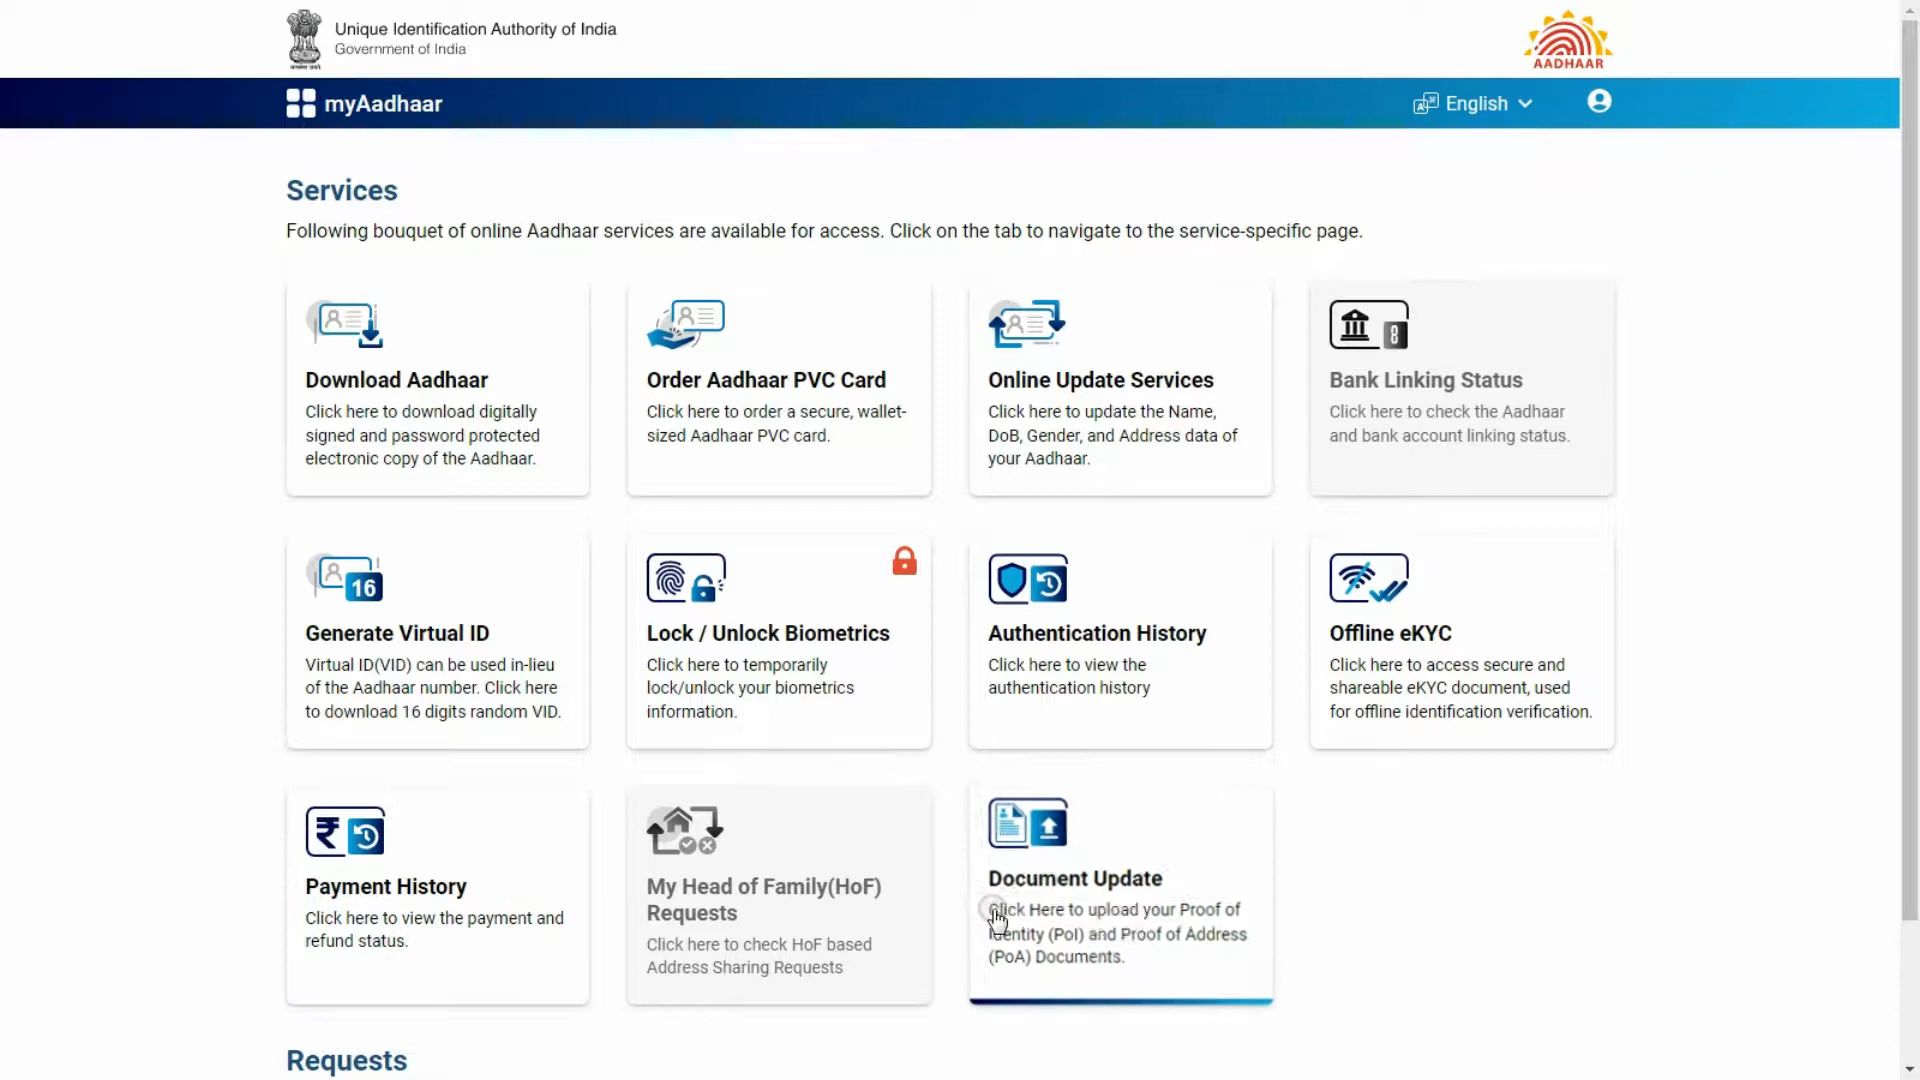 Unique Identification Authority of India
Government of India
AADHAAR
myAadhaar
English
Services
Following bouquet of online Aadhaar services are available for access. Click on the tab to navigate to the service-specific page.
Download Aadhaar
Click here to download digitally
signed and password protected
electronic copy of the Aadhaar.
Order Aadhaar PVC Card
Click here to order a secure, wallet-
sized Aadhaar PVC card.
Online Update Services
Click here to update the Name,
DoB, Gender, and Address data of
your Aadhaar.
8
Bank Linking Status
Click here to check the Aadhaar
and bank account linking status.
16
Generate Virtual ID
Virtual ID(VID) can be used in-lieu
of the Aadhaar number. Click here
to download 16 digits random VID.
Lock / Unlock Biometrics
Click here to temporarily
lock/unlock your biometrics
information.
Authentication History
Click here to view the
authentication history
Offline eKYC
Click here to access secure and
shareable eKYC document, used
for offline identification verification.
₹
Payment History
Click here to view the payment and
refund status.
My Head of Family(HoF)
Requests
Click here to check HoF based
Address Sharing Requests
Document Update
Click Here to upload your Proof of
Identity (PoI) and Proof of Address
(PoA) Documents.
Requests